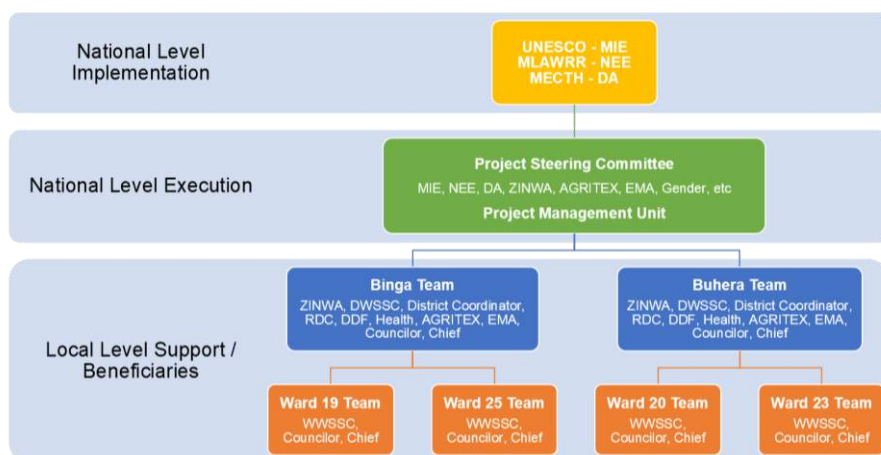 National Level
Implementation
UNESCO - MIE
MLAWRR - NEE
MECTH - DA
National Level Execution
Project Steering Committee
MIE, NEE, DA, ZINWA, AGRITEX, EMA, Gender, etc
Project Management Unit
Local Level Support /
Beneficiaries
Binga Team
ZINWA, DWSSC, District Coordinator,
RDC, DDF, Health, AGRITEX, EMA,
Councilor, Chief
Buhera Team
ZINWA, DWSSC, District Coordinator,
RDC, DDF, Health, AGRITEX, EMA,
Councilor, Chief
Ward 19 Team
WWSSC,
Councilor, Chief
Ward 25 Team
WWSSC,
Councilor, Chief
Ward 20 Team
WWSSC,
Councilor, Chief
Ward 23 Team
WWSSC,
Councilor, Chief